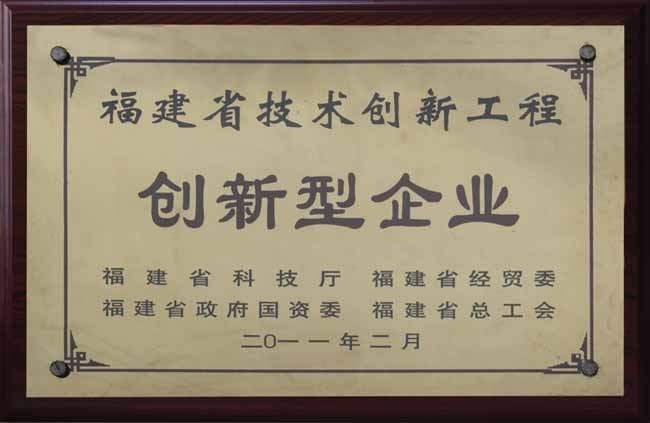 福建省技术创新工程
创新型企业
福建省科技厅 福建省经贸委
福建省政府国资委 福建省总工会
二〇一一年二月